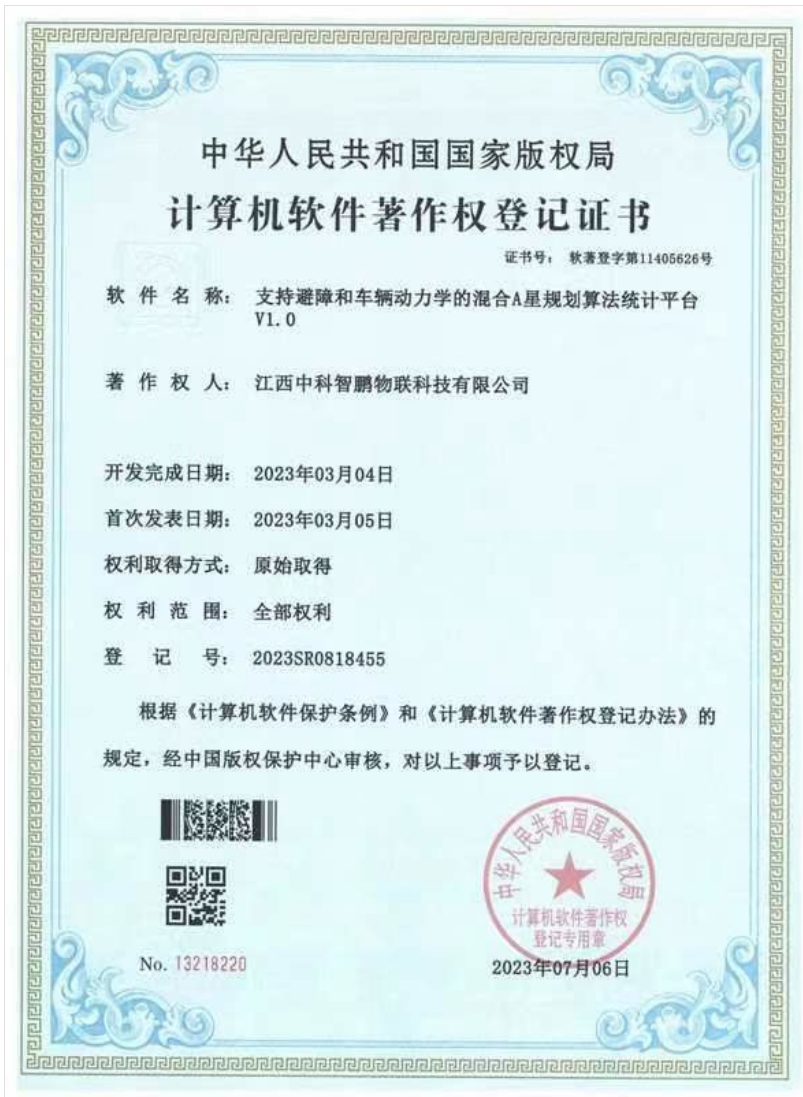 中华人民共和国国家版权局
计算机软件著作权登记证书
证书号： 软著登字第11405626号
软件名称： 支持避障和车辆动力学的混合A星规划算法统计平台
V1.0
著作权人： 江西中科智鹏物联科技有限公司
开发完成日期： 2023年03月04日
首次发表日期： 2023年03月05日
权利取得方式： 原始取得
权利范围： 全部权利
登记号： 2023SR0818455
根据《计算机软件保护条例》和《计算机软件著作权登记办法》的
规定，经中国版权保护中心审核，对以上事项予以登记。
中华人民共和国国家版权局
计算机软件著作权
登记专用章
No. 13218220
2023年07月06日